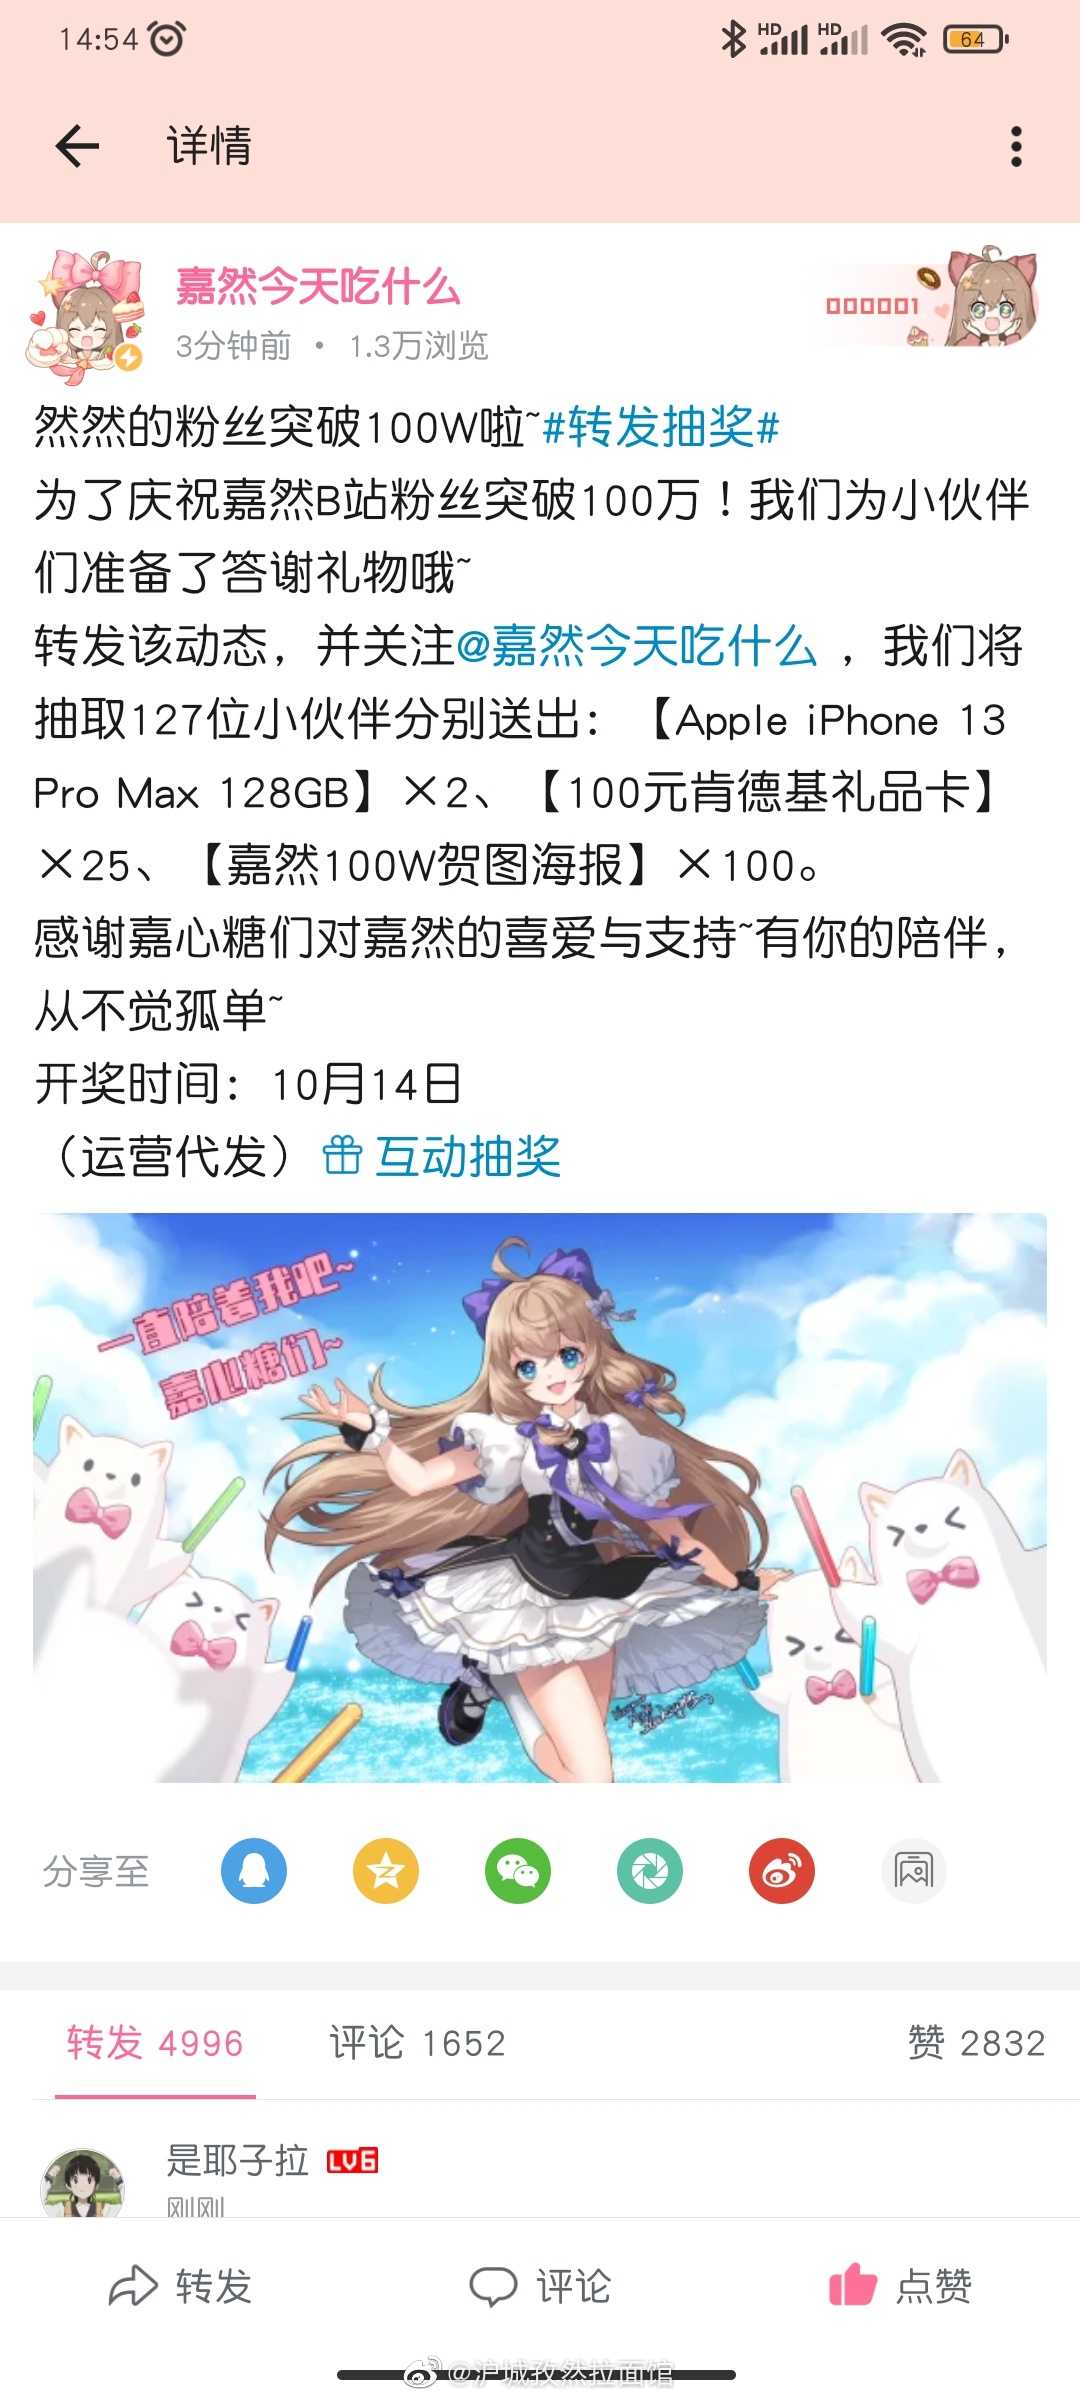 14:54 HD HD 64
详情
嘉然今天吃什么
3分钟前 • 1.3万浏览
000001
然然的粉丝突破100W啦~#转发抽奖#
为了庆祝嘉然B站粉丝突破100万！我们为小伙伴
们准备了答谢礼物哦~
转发该动态，并关注@嘉然今天吃什么 ，我们将
抽取127位小伙伴分别送出：【Apple iPhone 13
Pro Max 128GB】×2、【100元肯德基礼品卡】
×25、【嘉然100W贺图海报】×100。
感谢嘉心糖们对嘉然的喜爱与支持~有你的陪伴，
从不觉孤单~
开奖时间：10月14日
（运营代发）互动抽奖
一直陪着我吧~
嘉心糖们~
分享至
转发 4996 评论 1652 赞 2832
是耶子拉 LV6
刚刚
转发 评论 点赞
@沪城孜然拉面馆